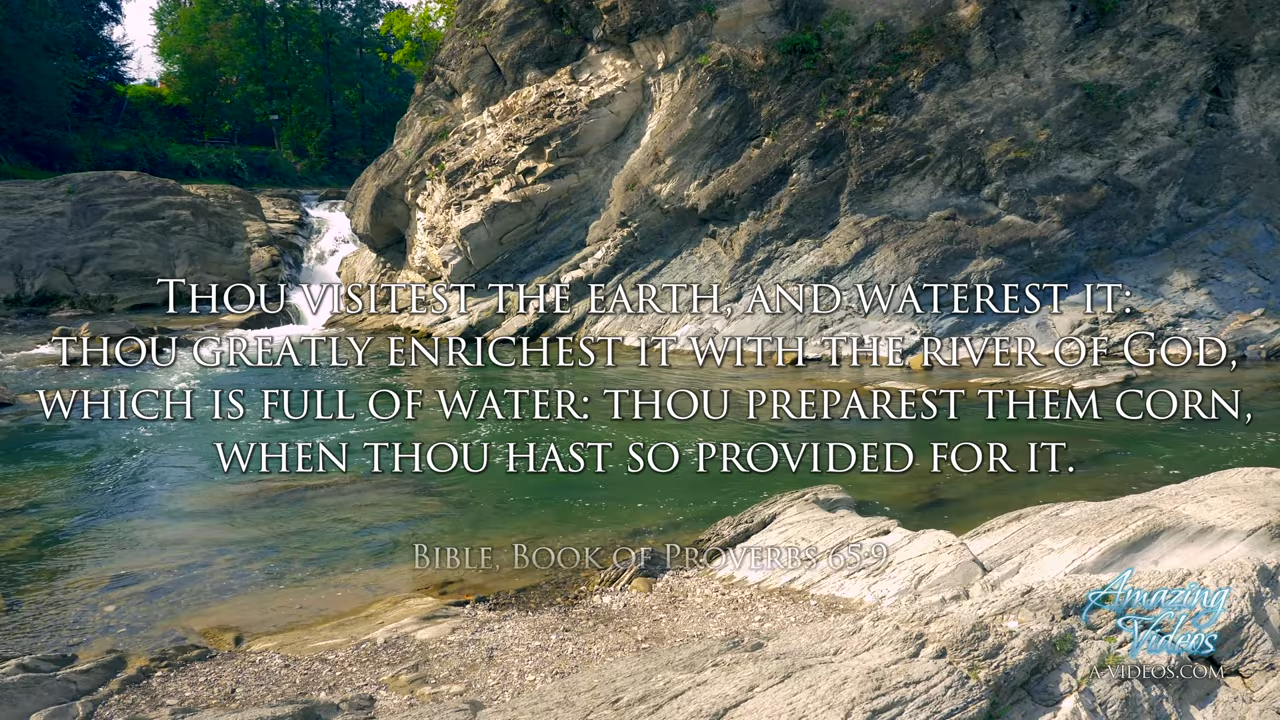 Thou visitest the earth, and waterest it:
thou greatly enrichest it with the river of God,
which is full of water: thou preparest them corn,
when thou hast so provided for it.
Bible, Book of Proverbs 65:9
Amazing
Videos
a-videos.com